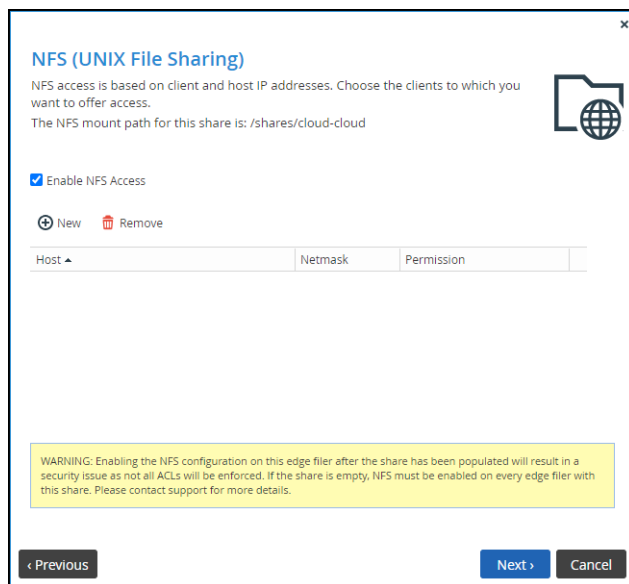 ×
NFS (UNIX File Sharing)
NFS access is based on client and host IP addresses. Choose the clients to which you
want to offer access.
The NFS mount path for this share is: /shares/cloud-cloud
Enable NFS Access
New Remove
Host Netmask Permission
WARNING: Enabling the NFS configuration on this edge filer after the share has been populated will result in a
security issue as not all ACLs will be enforced. If the share is empty, NFS must be enabled on every edge filer with
this share. Please contact support for more details.
‹ Previous Next › Cancel